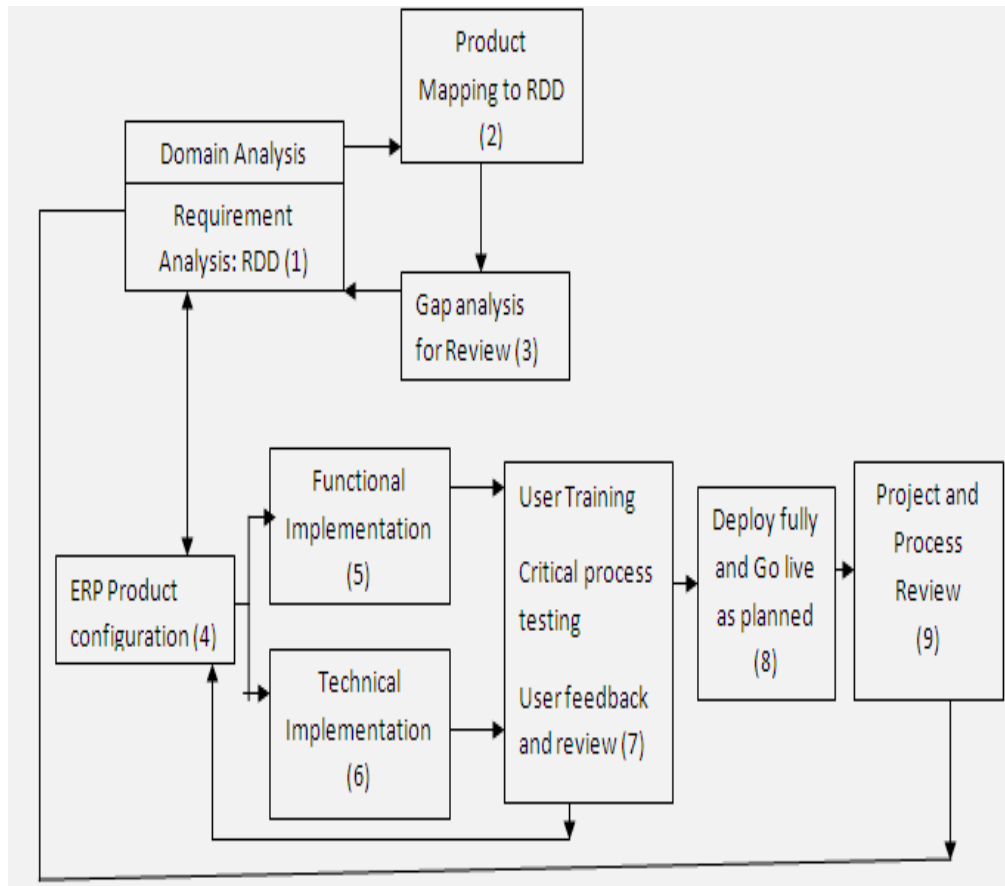 Product
Mapping to RDD
(2)
Domain Analysis
Requirement
Analysis: RDD (1)
Gap analysis
for Review (3)
ERP Product
configuration (4)
Functional
Implementation
(5)
Technical
Implementation
(6)
User Training
Critical process
testing
User feedback
and review (7)
Deploy fully
and Go live
as planned
(8)
Project and
Process
Review
(9)